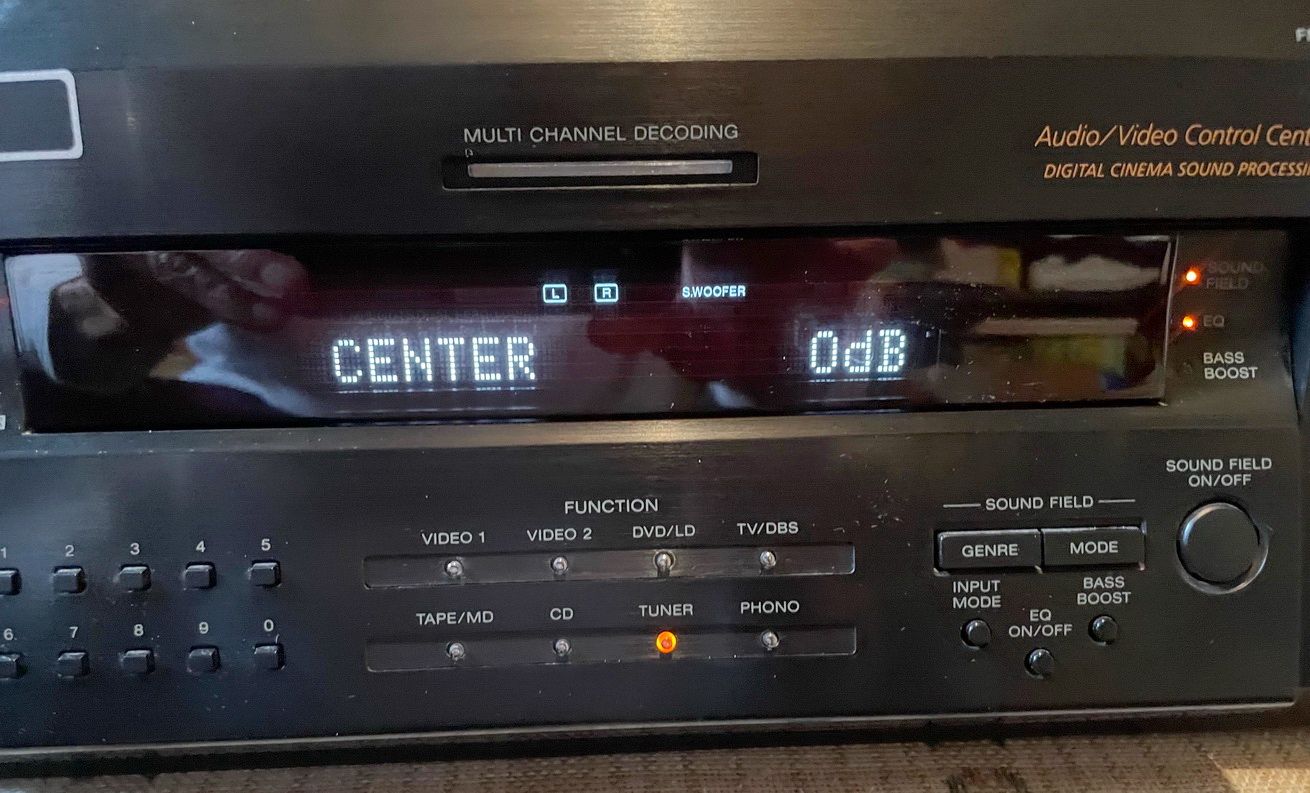 MULTI CHANNEL DECODING
Audio/Video Control
DIGITAL CINEMA SOUND
L R S.WOOFER
CENTER 0dB
SOUND FIELD
EQ
BASS BOOST
SOUND FIELD ON/OFF
FUNCTION
VIDEO 1 VIDEO 2 DVD/LD TV/DBS
TAPE/MD CD TUNER PHONO
1 2 3 4 5
6 7 8 9 0
SOUND FIELD
GENRE MODE
INPUT MODE
BASS BOOST
EQ ON/OFF